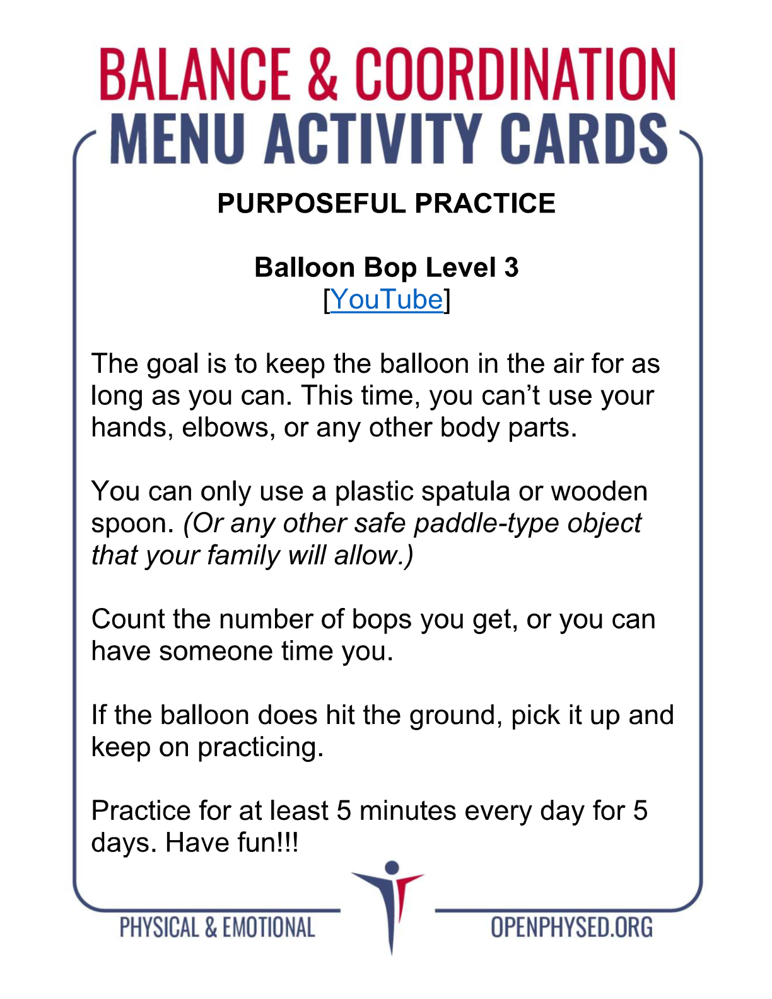 BALANCE & COORDINATION
MENU ACTIVITY CARDS
PURPOSEFUL PRACTICE
Balloon Bop Level 3
[YouTube]
The goal is to keep the balloon in the air for as
long as you can. This time, you can’t use your
hands, elbows, or any other body parts.
You can only use a plastic spatula or wooden
spoon. (Or any other safe paddle-type object
that your family will allow.)
Count the number of bops you get, or you can
have someone time you.
If the balloon does hit the ground, pick it up and
keep on practicing.
Practice for at least 5 minutes every day for 5
days. Have fun!!!
PHYSICAL & EMOTIONAL
OPENPHYSED.ORG